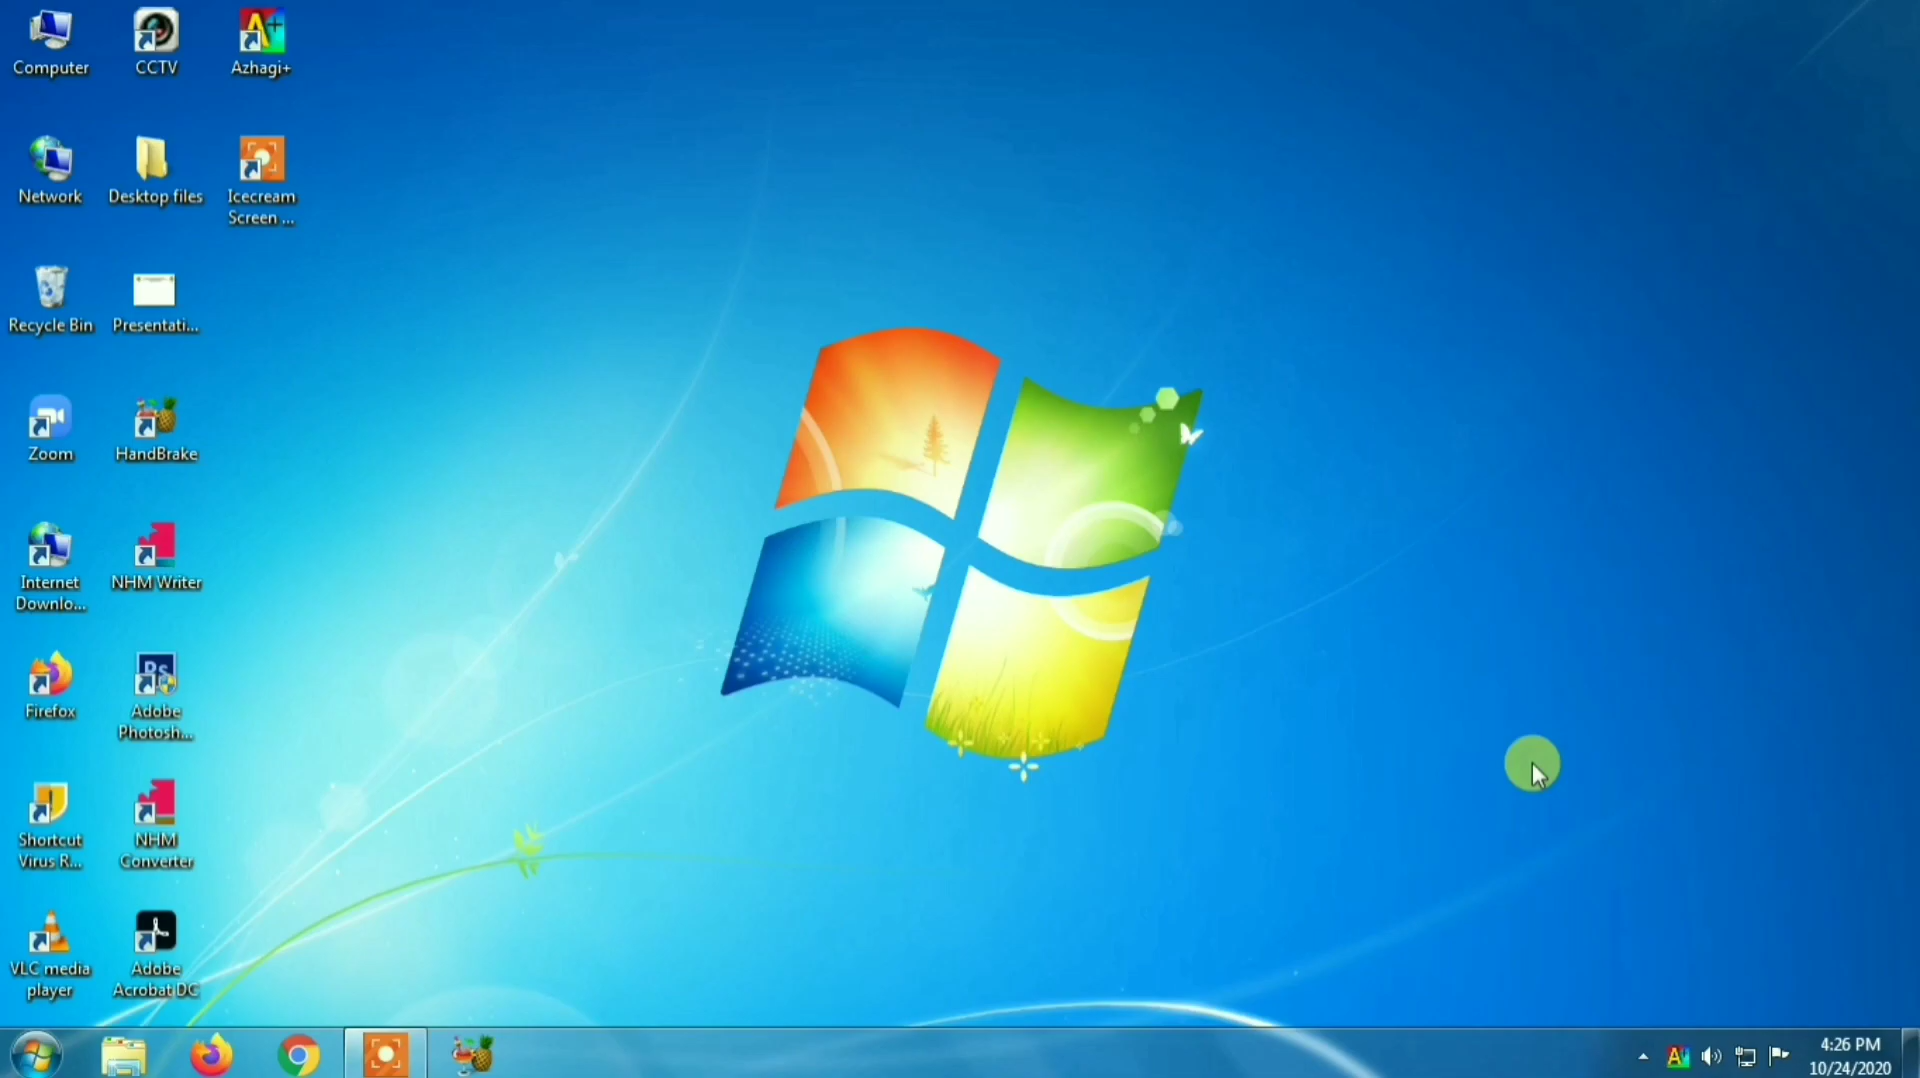 Computer
CCTV
Azhagi+
Network
Desktop files
Icecream
Screen ...
Recycle Bin
Presentati...
Zoom
HandBrake
Internet
Downlo...
NHM Writer
Firefox
Ps
Adobe
Photosh...
Shortcut
Virus R...
NHM
Converter
VLC media
player
Adobe
Acrobat DC
4:26 PM
10/24/2020